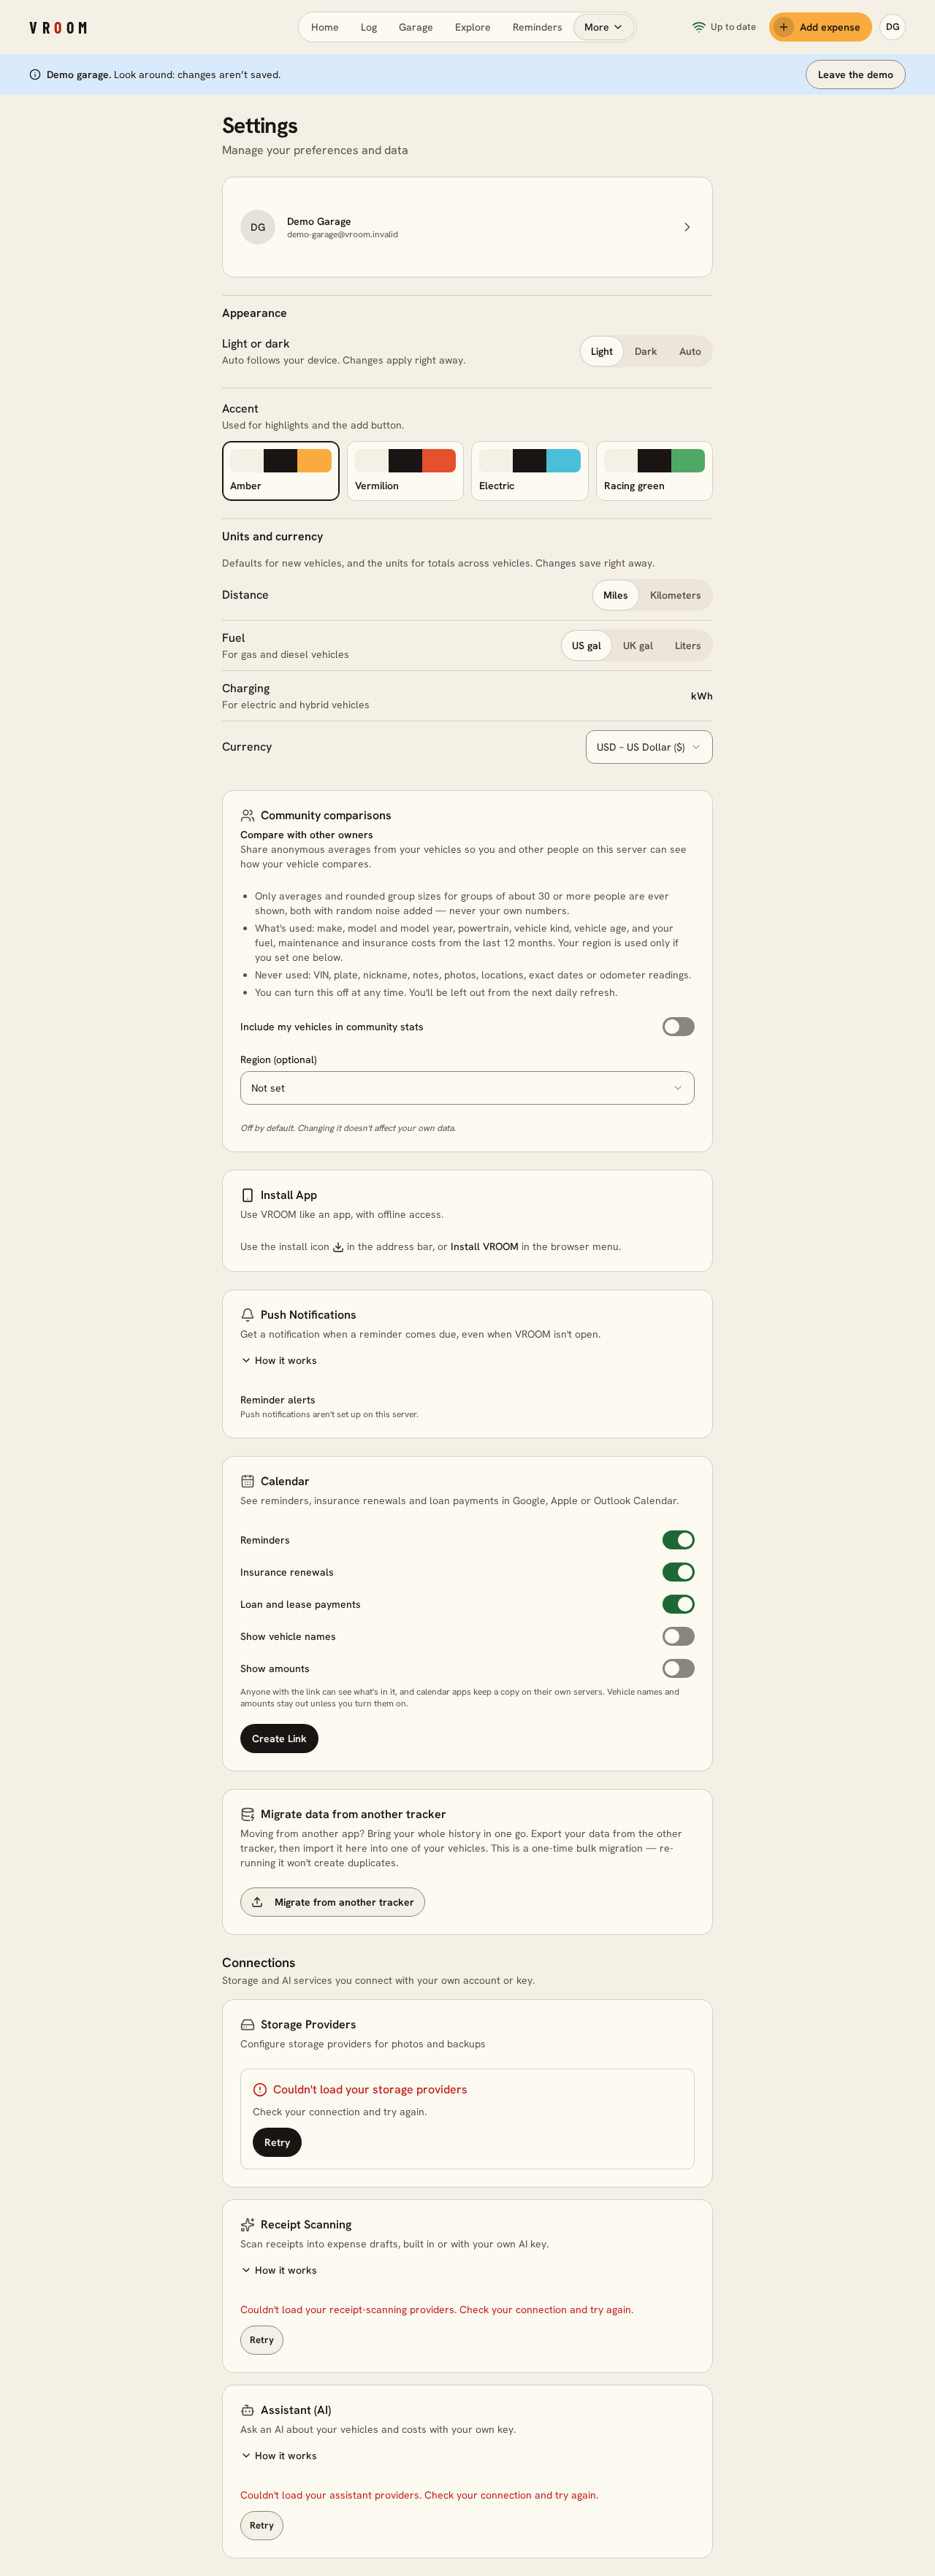 VROOM
Home
Log
Garage
Explore
Reminders
More
Up to date
Add expense
DG
Demo garage. Look around: changes aren’t saved.
Leave the demo
Settings
Manage your preferences and data
DG
Demo Garage
demo-garage@vroom.invalid
Appearance
Light or dark
Auto follows your device. Changes apply right away.
Light
Dark
Auto
Accent
Used for highlights and the add button.
Amber
Vermilion
Electric
Racing green
Units and currency
Defaults for new vehicles, and the units for totals across vehicles. Changes save right away.
Distance
Miles
Kilometers
Fuel
For gas and diesel vehicles
US gal
UK gal
Liters
Charging
For electric and hybrid vehicles
kWh
Currency
USD – US Dollar ($)
Community comparisons
Compare with other owners
Share anonymous averages from your vehicles so you and other people on this server can see
how your vehicle compares.
• Only averages and rounded group sizes for groups of about 30 or more people are ever
shown, both with random noise added — never your own numbers.
• What's used: make, model and model year, powertrain, vehicle kind, vehicle age, and your
fuel, maintenance and insurance costs from the last 12 months. Your region is used only if
you set one below.
• Never used: VIN, plate, nickname, notes, photos, locations, exact dates or odometer readings.
• You can turn this off at any time. You'll be left out from the next daily refresh.
Include my vehicles in community stats
Region (optional)
Not set
Off by default. Changing it doesn't affect your own data.
Install App
Use VROOM like an app, with offline access.
Use the install icon in the address bar, or Install VROOM in the browser menu.
Push Notifications
Get a notification when a reminder comes due, even when VROOM isn't open.
How it works
Reminder alerts
Push notifications aren't set up on this server.
Calendar
See reminders, insurance renewals and loan payments in Google, Apple or Outlook Calendar.
Reminders
Insurance renewals
Loan and lease payments
Show vehicle names
Show amounts
Anyone with the link can see what's in it, and calendar apps keep a copy on their own servers. Vehicle names and
amounts stay out unless you turn them on.
Create Link
Migrate data from another tracker
Moving from another app? Bring your whole history in one go. Export your data from the other
tracker, then import it here into one of your vehicles. This is a one-time bulk migration — re-
running it won't create duplicates.
Migrate from another tracker
Connections
Storage and AI services you connect with your own account or key.
Storage Providers
Configure storage providers for photos and backups
Couldn't load your storage providers
Check your connection and try again.
Retry
Receipt Scanning
Scan receipts into expense drafts, built in or with your own AI key.
How it works
Couldn't load your receipt-scanning providers. Check your connection and try again.
Retry
Assistant (AI)
Ask an AI about your vehicles and costs with your own key.
How it works
Couldn't load your assistant providers. Check your connection and try again.
Retry